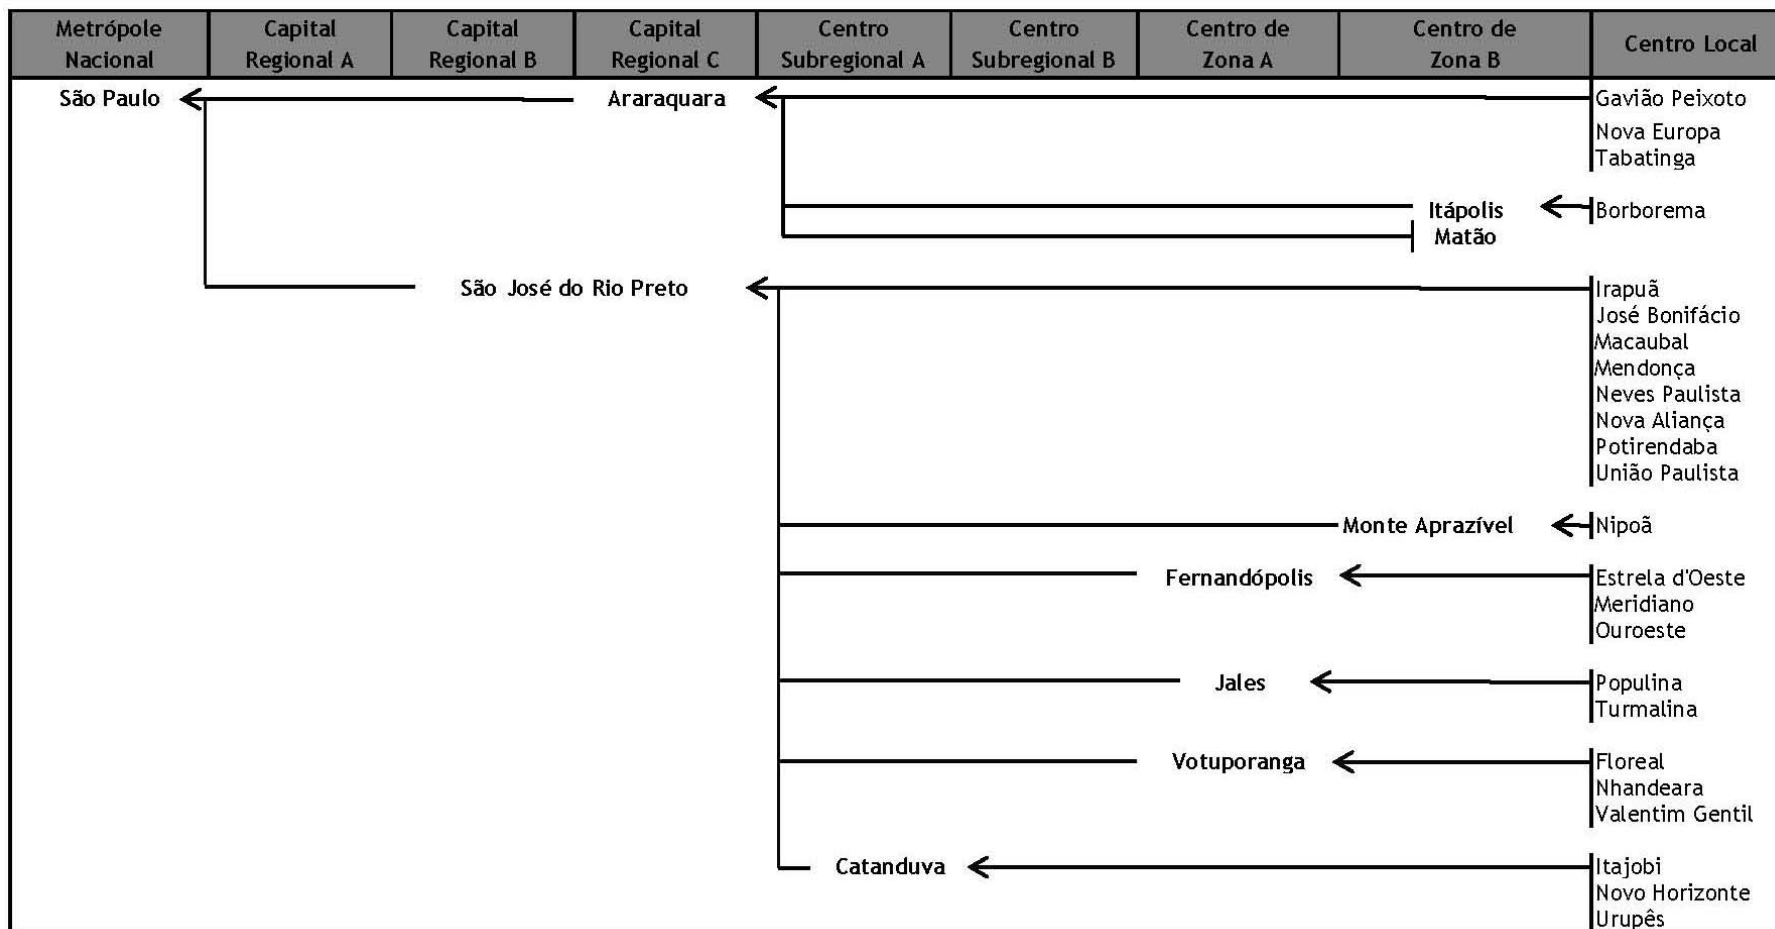 Metrópole Nacional
Capital Regional A
Capital Regional B
Capital Regional C
Centro Subregional A
Centro Subregional B
Centro de Zona A
Centro de Zona B
Centro Local
São Paulo
Araraquara
Gavião Peixoto
Nova Europa
Tabatinga
Itápolis
Borborema
Matão
São José do Rio Preto
Irapuã
José Bonifácio
Macaubal
Mendonça
Neves Paulista
Nova Aliança
Potirendaba
União Paulista
Monte Aprazível
Nipoã
Fernandópolis
Estrela d'Oeste
Meridiano
Ouroeste
Jales
Populina
Turmalina
Votuporanga
Floreal
Nhandeara
Valentim Gentil
Catanduva
Itajobi
Novo Horizonte
Urupês